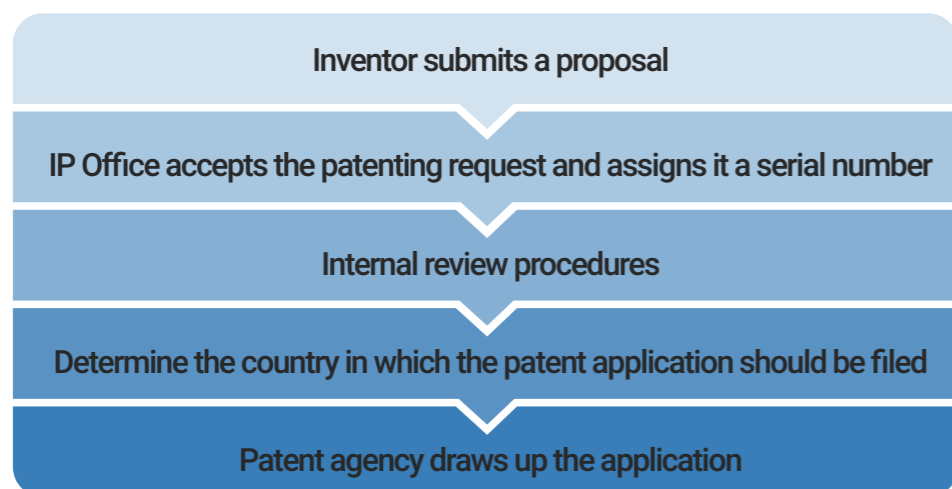 Inventor submits a proposal
IP Office accepts the patenting request and assigns it a serial number
Internal review procedures
Determine the country in which the patent application should be filed
Patent agency draws up the application